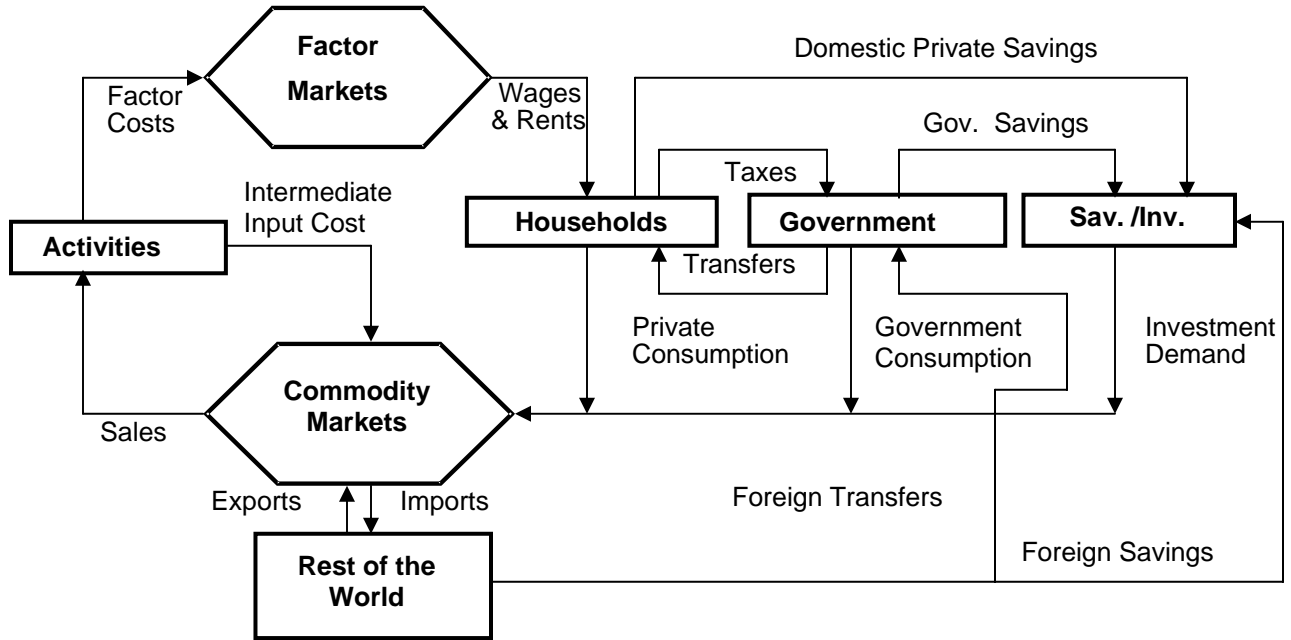 Factor
Markets
Domestic Private Savings
Factor
Costs
Wages
& Rents
Gov. Savings
Taxes
Intermediate
Input Cost
Activities
Households
Government
Sav. /Inv.
Transfers
Private
Consumption
Government
Consumption
Investment
Demand
Commodity
Markets
Sales
Exports
Imports
Foreign Transfers
Rest of the
World
Foreign Savings